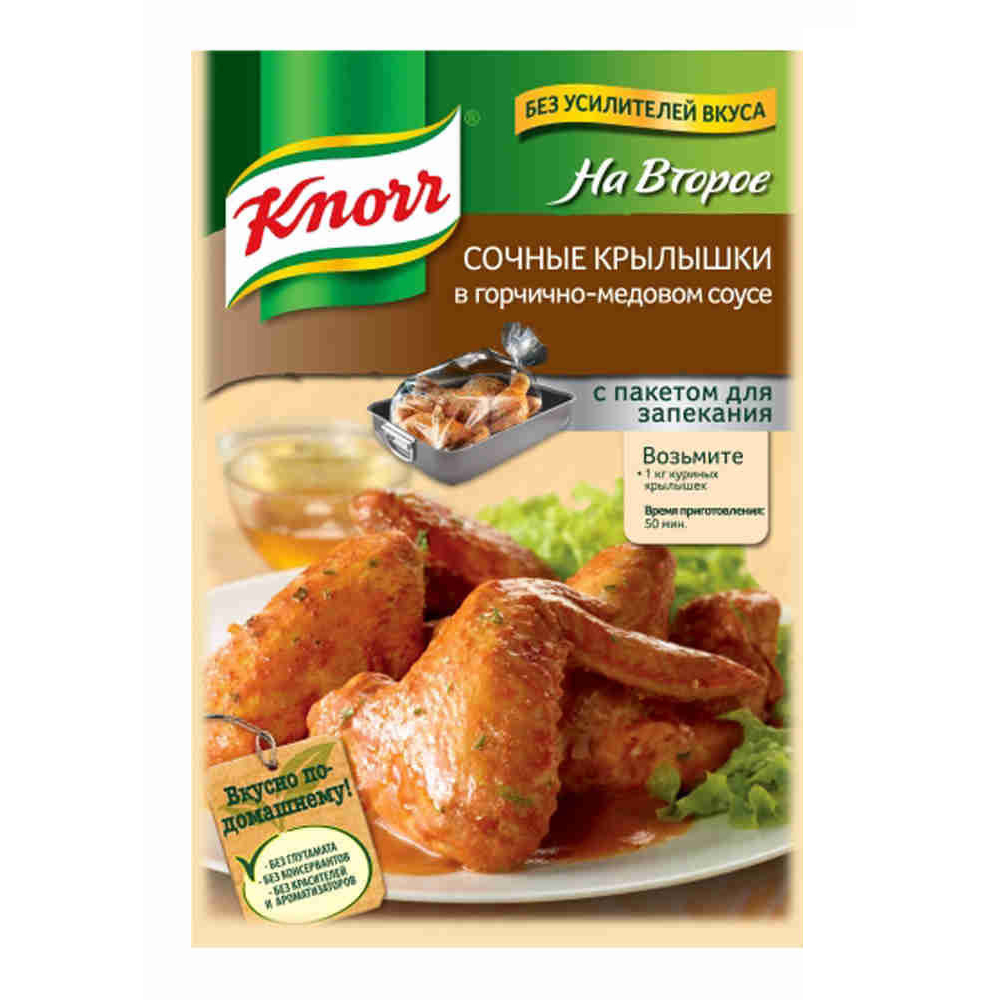 БЕЗ УСИЛИТЕЛЕЙ ВКУСА
Knorr®
На Второе
СОЧНЫЕ КРЫЛЫШКИ
в горчично-медовом соусе
с пакетом для
запекания
Возьмите
• 1 кг куриных
крылышек
Время приготовления:
50 мин.
Вкусно по-
домашнему!
- БЕЗ ГЛУТАМАТА
- БЕЗ КОНСЕРВАНТОВ
- БЕЗ КРАСИТЕЛЕЙ
И АРОМАТИЗАТОРОВ